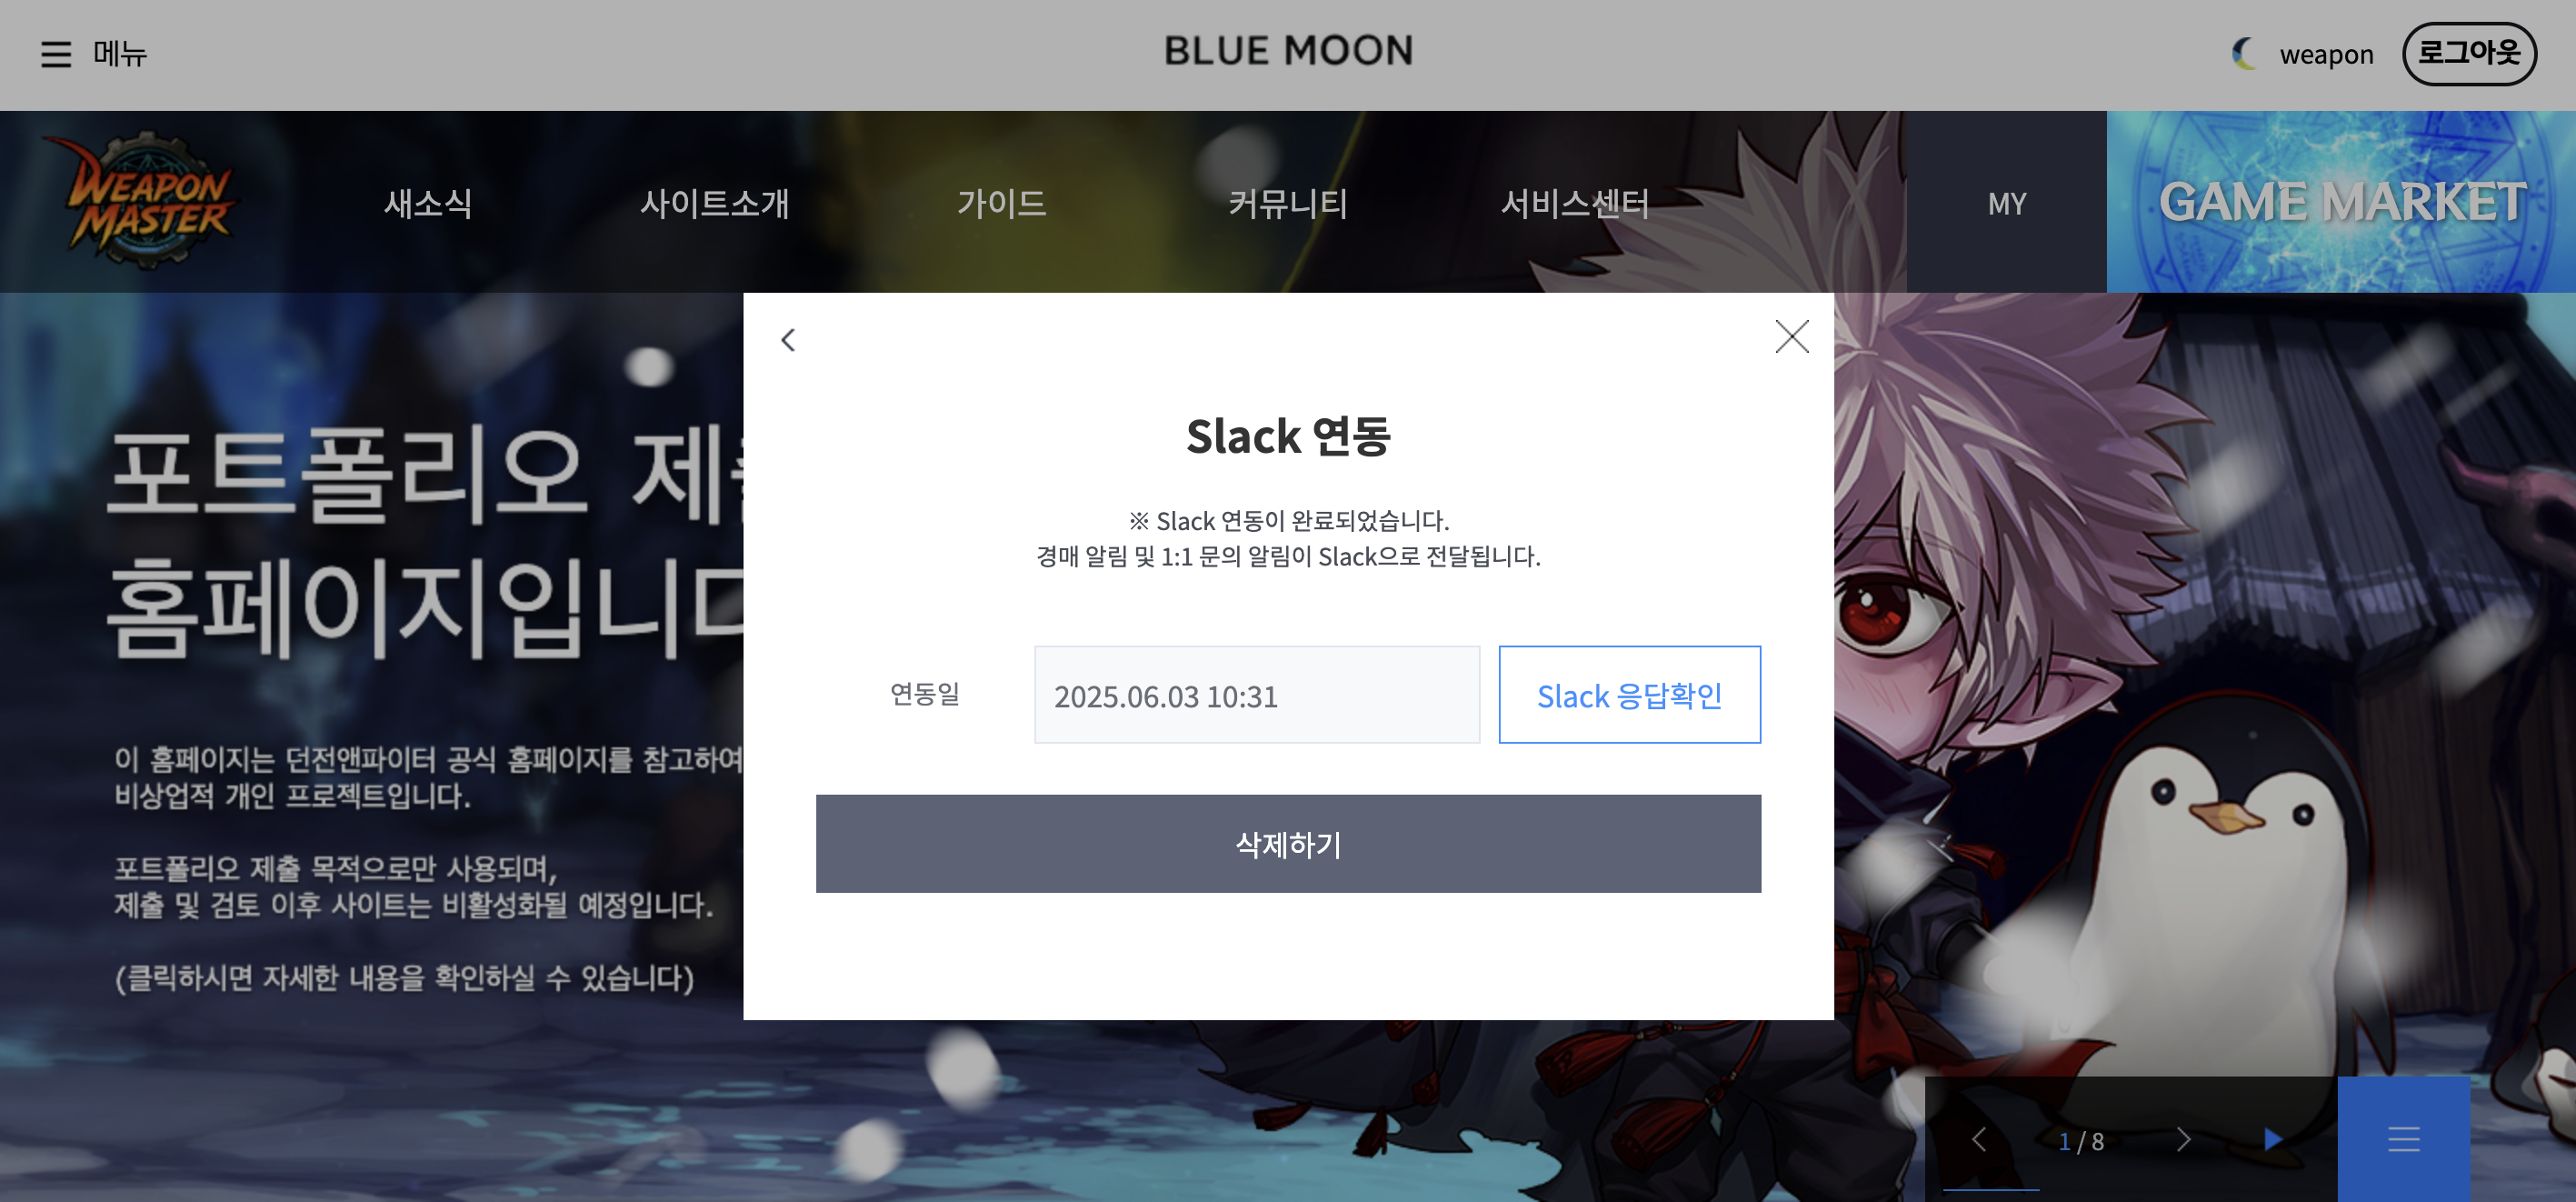 메뉴
BLUE MOON
weapon
로그아웃
WEAPON
MASTER
새소식
사이트소개
가이드
커뮤니티
서비스센터
MY
GAME MARKET
포트폴리오
홈페이지입니다
이 홈페이지는 던전앤파이터 공식 홈페이지를 참고하여
비상업적 개인 프로젝트입니다.
포트폴리오 제출 목적으로만 사용되며,
제출 및 검토 이후 사이트는 비활성화될 예정입니다.
(클릭하시면 자세한 내용을 확인하실 수 있습니다)
Slack 연동
※ Slack 연동이 완료되었습니다.
경매 알림 및 1:1 문의 알림이 Slack으로 전달됩니다.
연동일
2025.06.03 10:31
Slack 응답확인
삭제하기
1 / 8